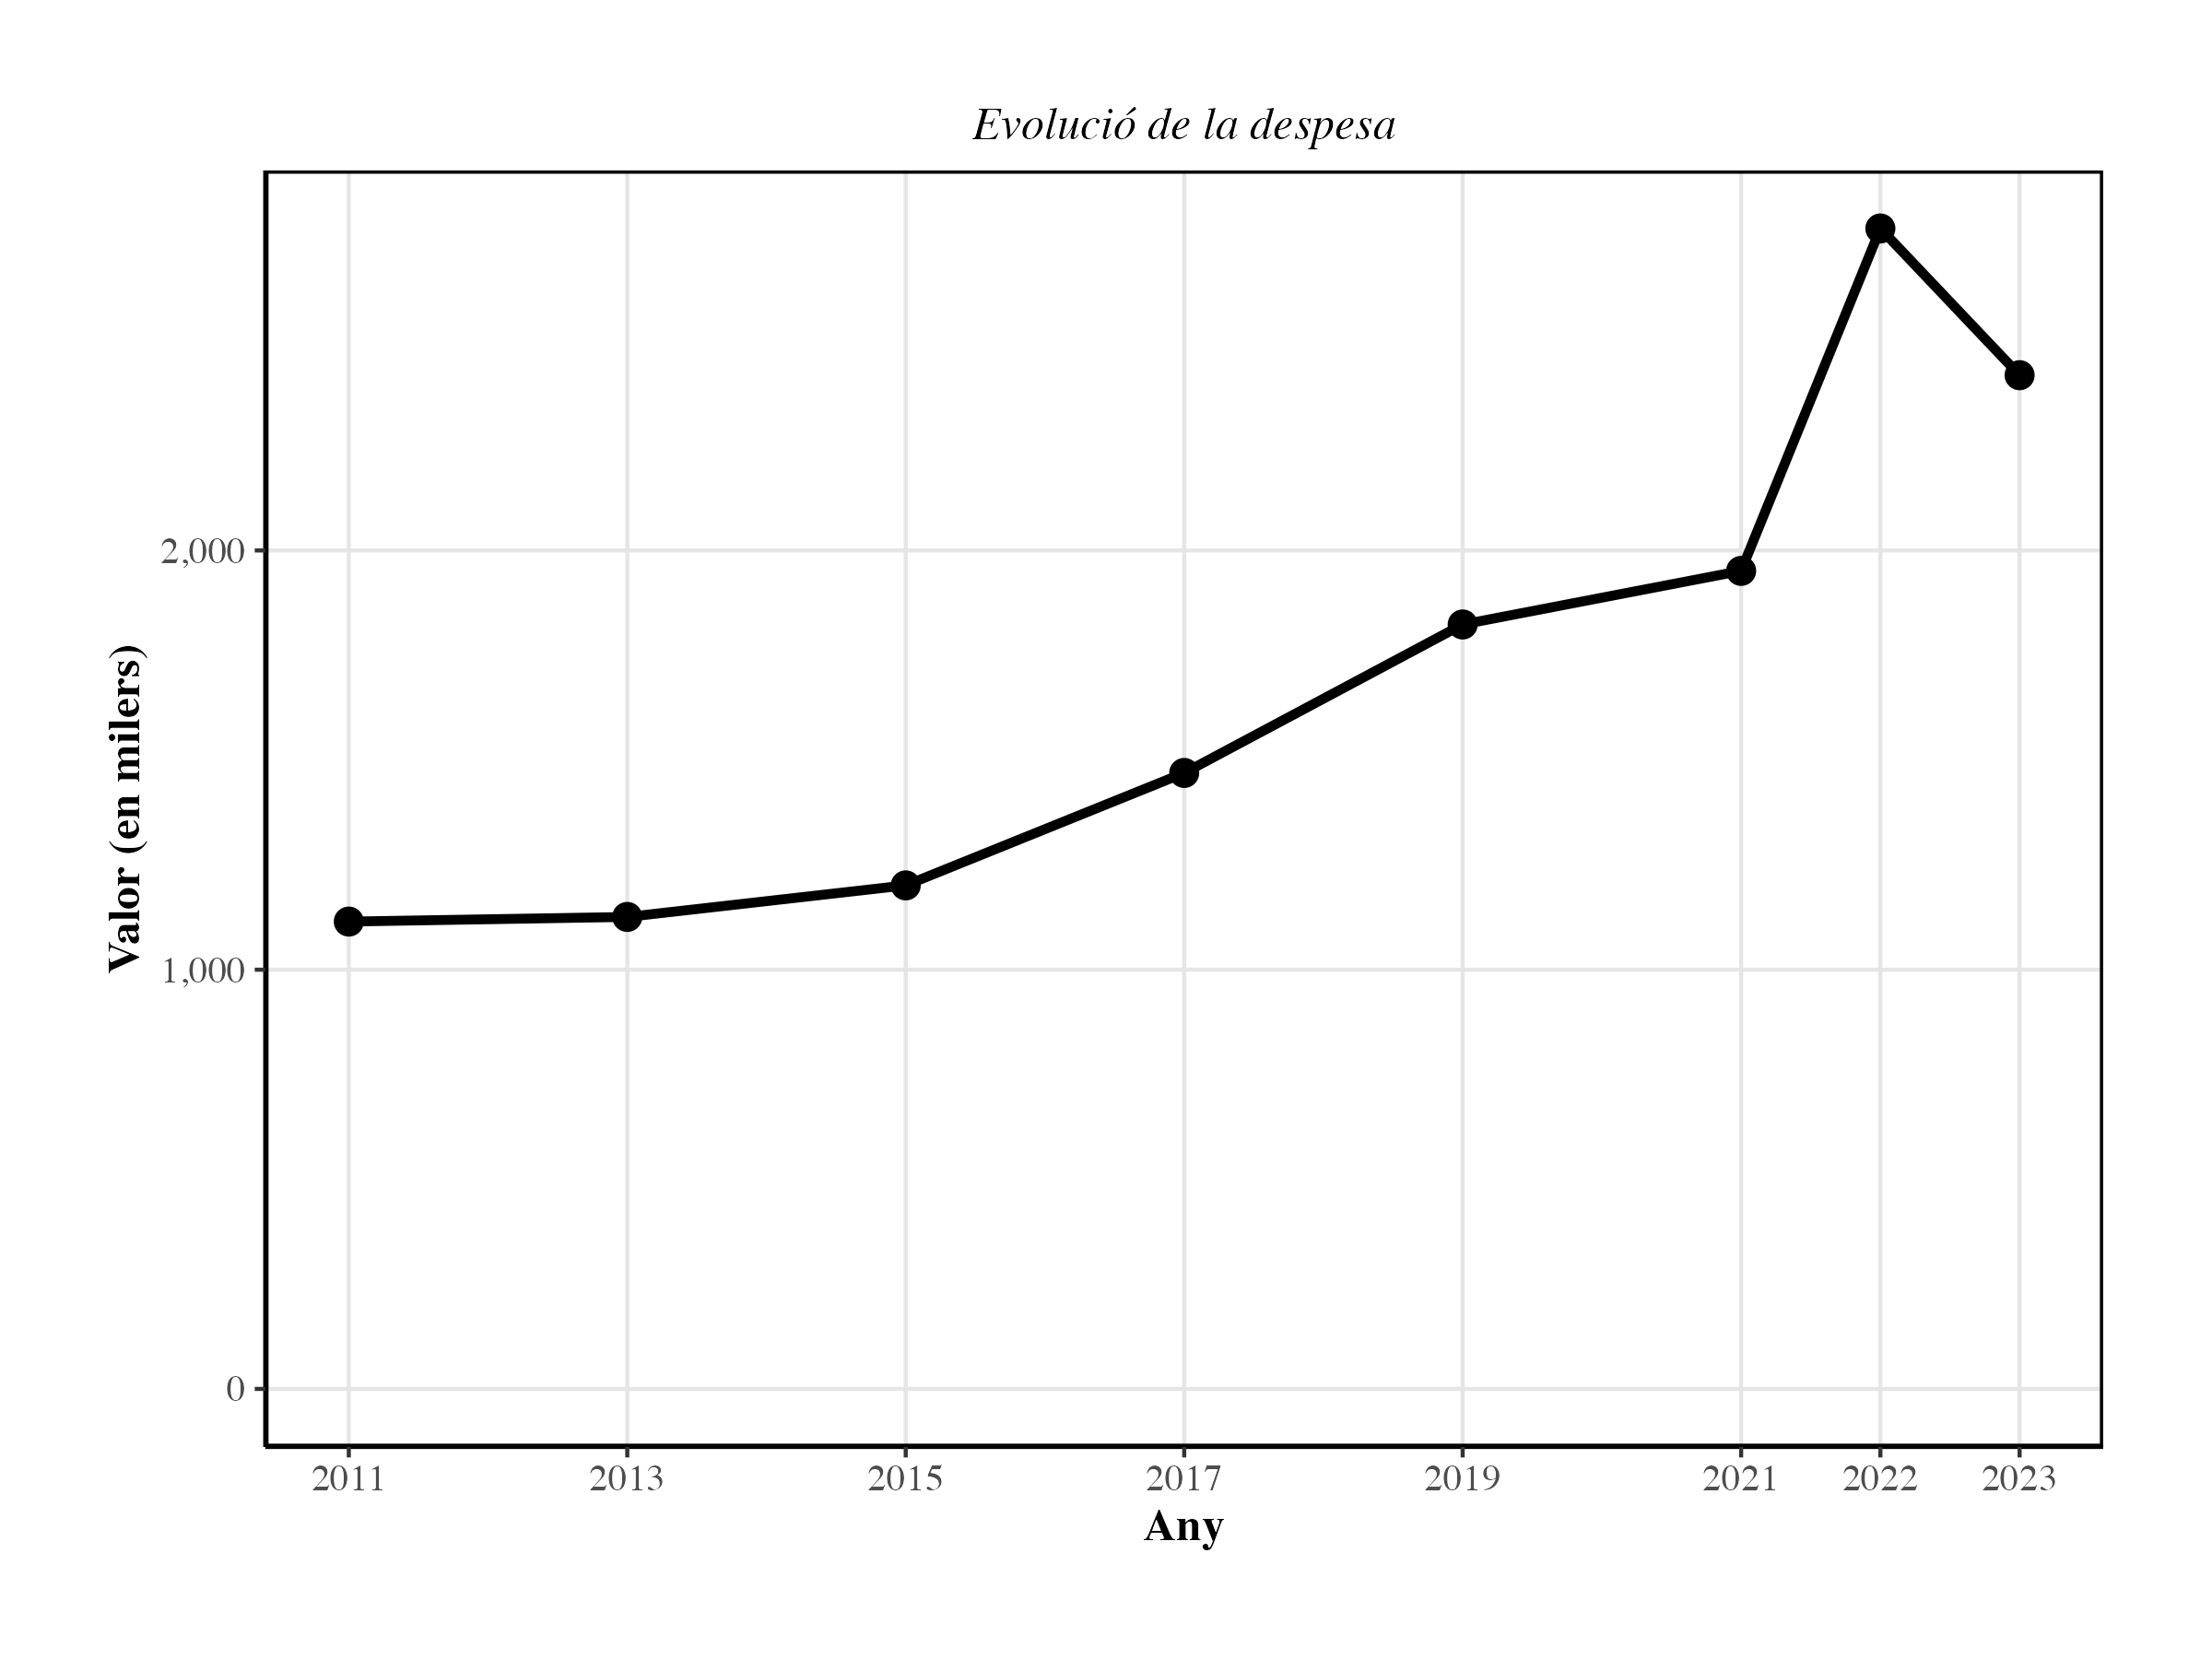 Evolució de la despesa
Valor (en milers)
2,000
1,000
0
2011 2013 2015 2017 2019 2021 2022 2023
Any